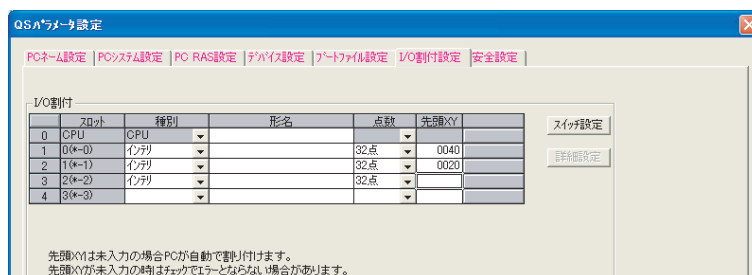 QSパラメータ設定
PCネーム設定 PCシステム設定 PC RAS設定 デバイス設定 ブートファイル設定 I/O割付設定 安全設定
I/O割付
スロット 種別 形名 点数 先頭XY
0 CPU CPU
1 0(*-0) インテリ 32点 0040
2 1(*-1) インテリ 32点 0020
3 2(*-2) インテリ 32点
4 3(*-3)
スイッチ設定
詳細設定
先頭XYは未入力の場合PCが自動で割り付けます。
先頭XYが未入力の時はチェックでエラーとならない場合があります。